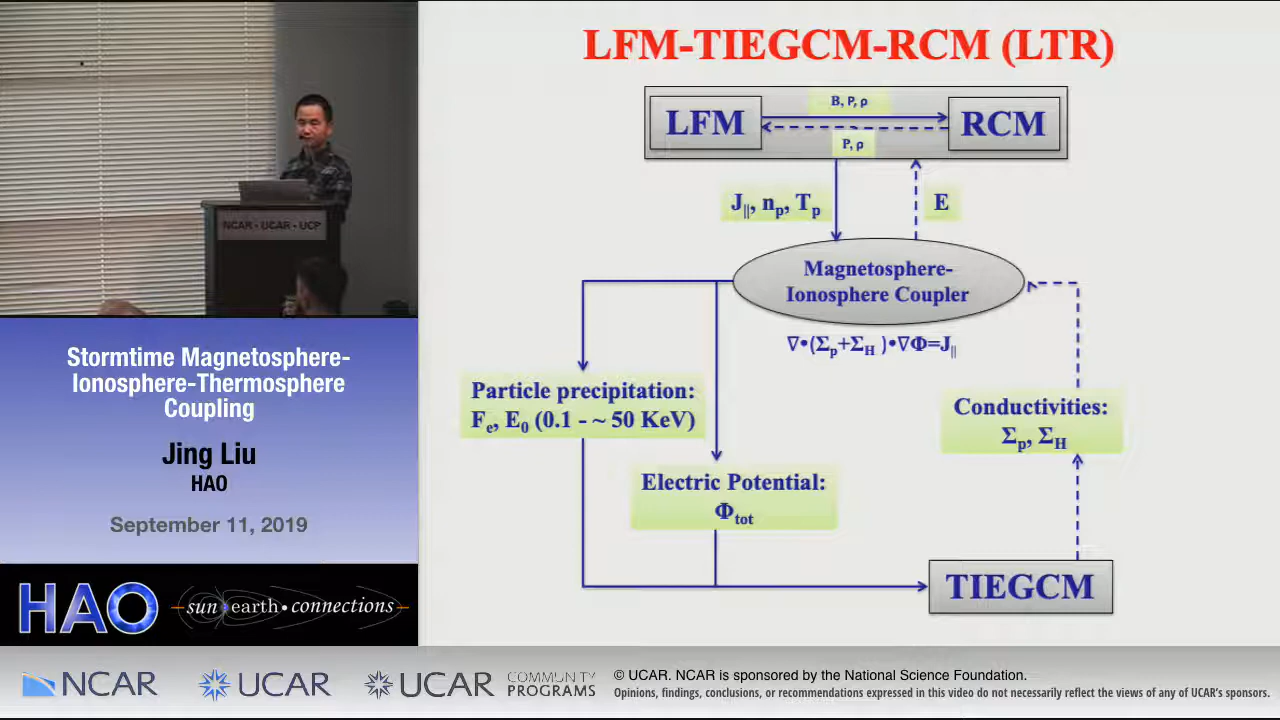 LFM-TIEGCM-RCM (LTR)
B, P, ρ
LFM
RCM
P, ρ
J||, np, Tp
E
Magnetosphere-
Ionosphere Coupler
∇•(Σp+ΣH )•∇Φ=J||
Particle precipitation:
Fe, E0 (0.1 - ~ 50 KeV)
Conductivities:
Σp, ΣH
Electric Potential:
Φtot
TIEGCM
NCAR • UCAR • UCP
Stormtime Magnetosphere-
Ionosphere-Thermosphere
Coupling
Jing Liu
HAO
September 11, 2019
HAO
sun • earth • connections
NCAR
UCAR
UCAR
COMMUNITY
PROGRAMS
© UCAR. NCAR is sponsored by the National Science Foundation.
Opinions, findings, conclusions, or recommendations expressed in this video do not necessarily reflect the views of any of UCAR's sponsors.